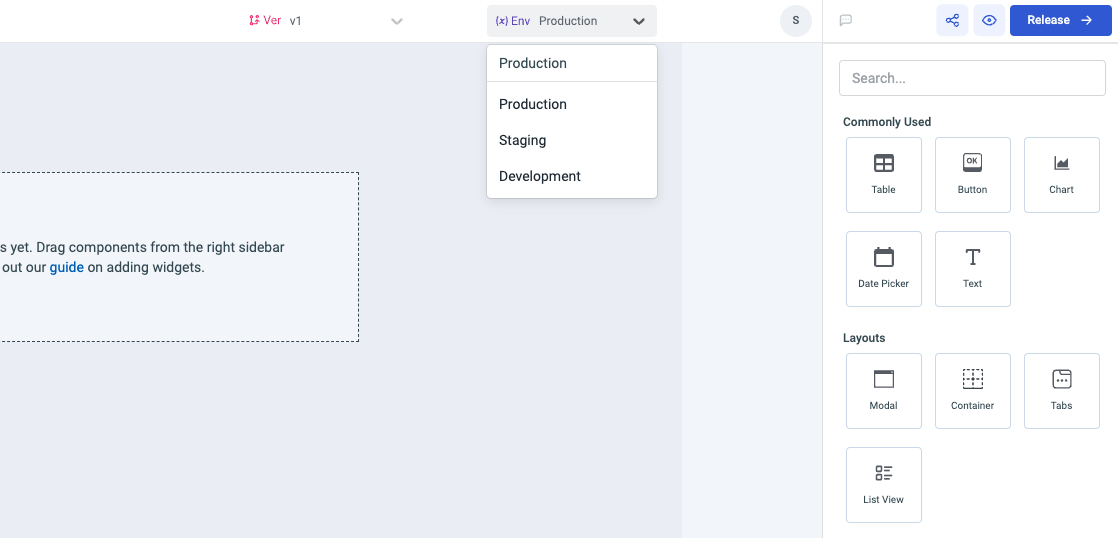 Ver v1
(x) Env Production
S
Release
Production
Production
Staging
Development
s yet. Drag components from the right sidebar
out our guide on adding widgets.
Search...
Commonly Used
Table
OK
Button
Chart
Date Picker
Text
Layouts
Modal
Container
Tabs
List View